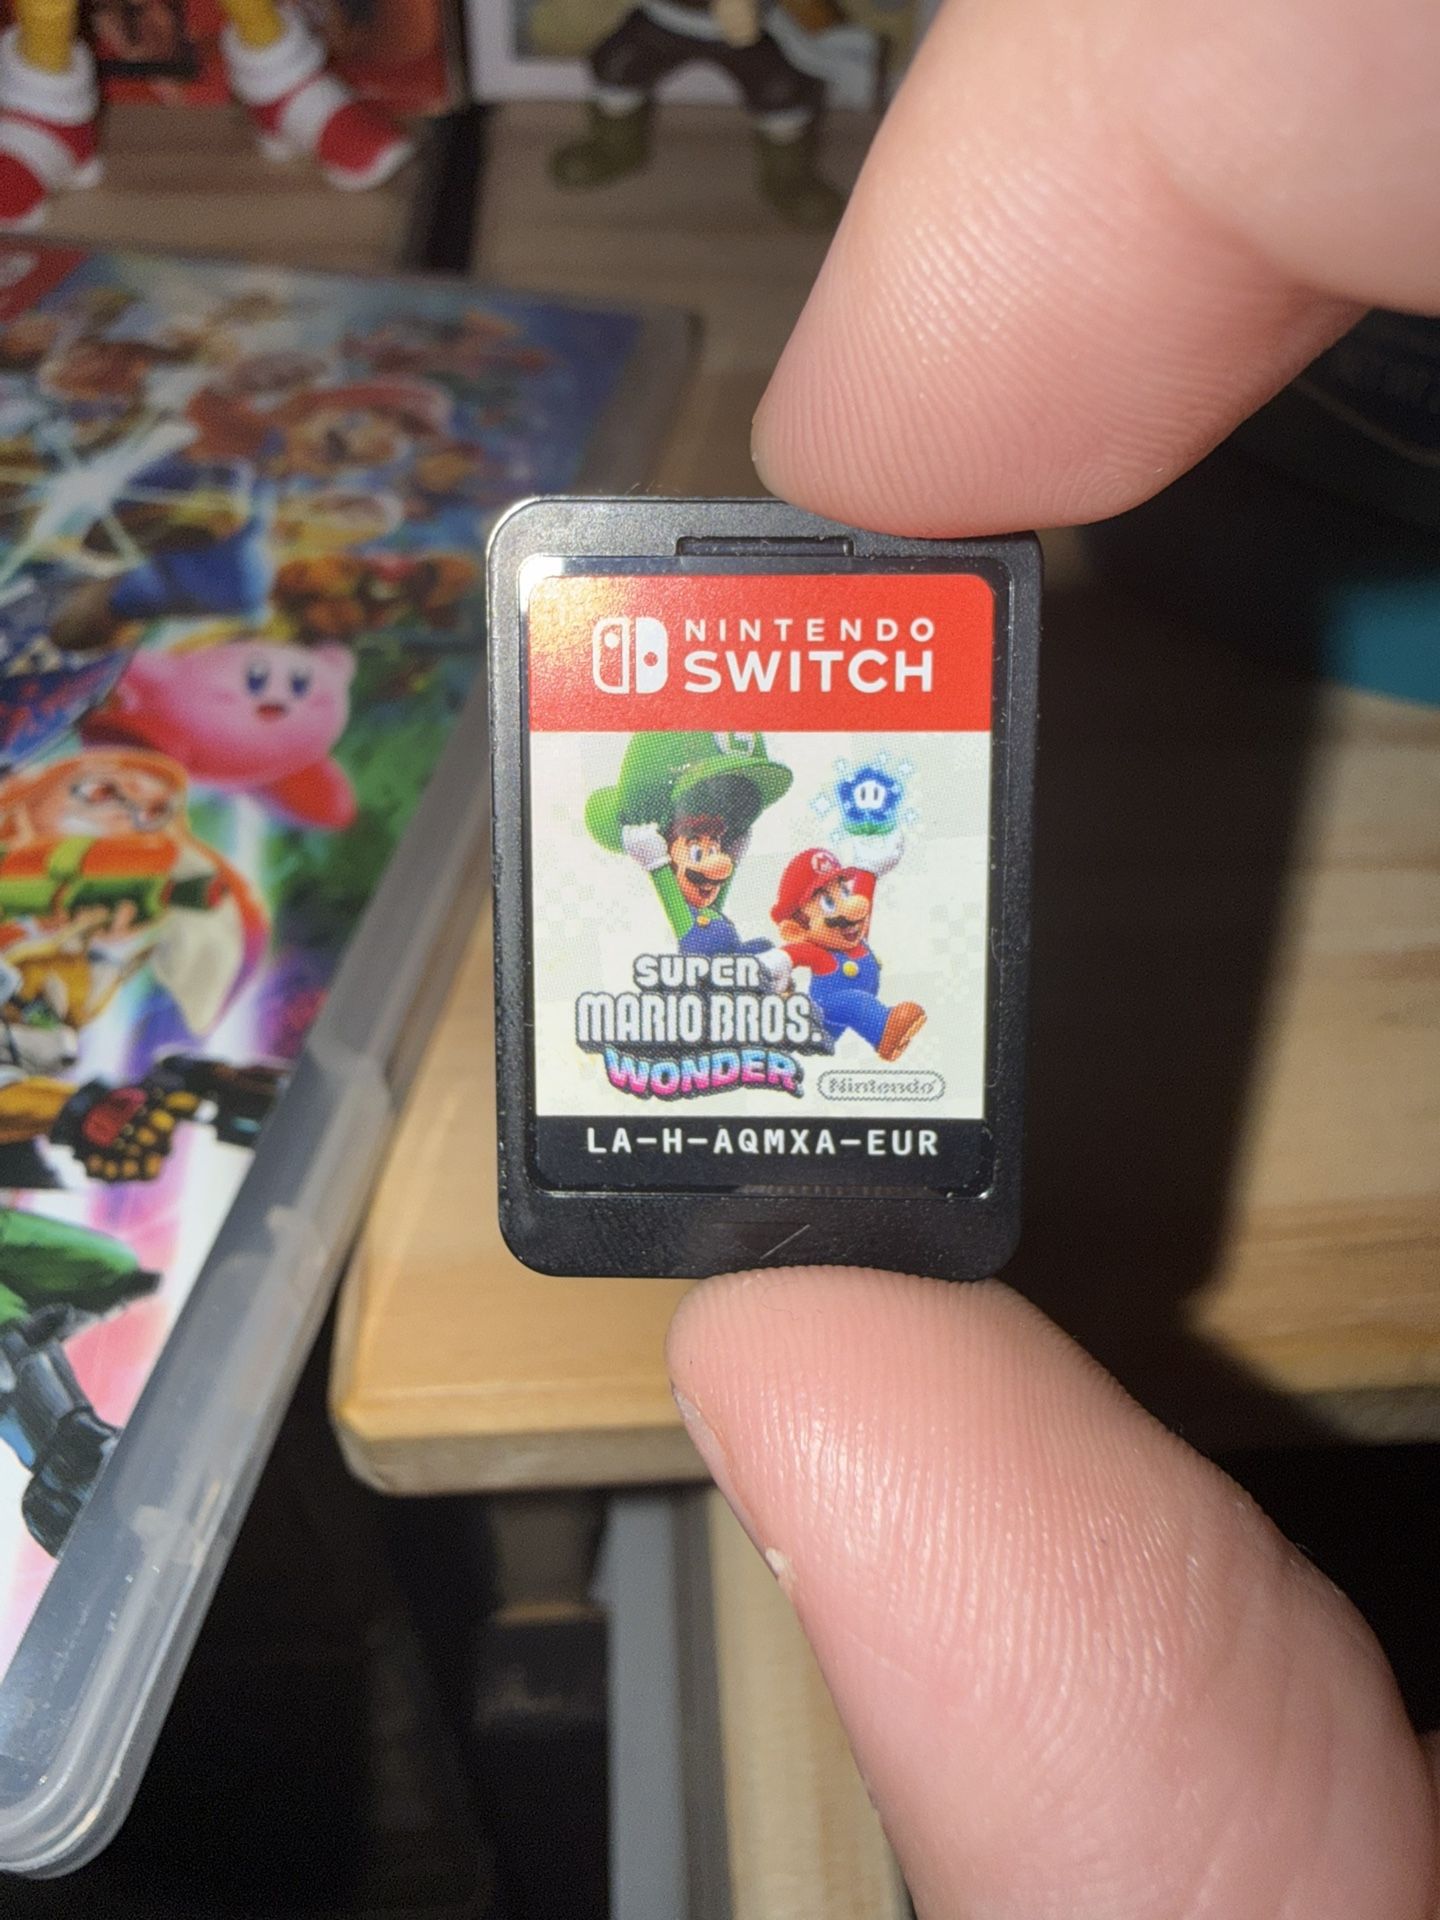 NINTENDO
SWITCH
L
M
SUPER
MARIO BROS.
WONDER
Nintendo
LA-H-AQMXA-EUR